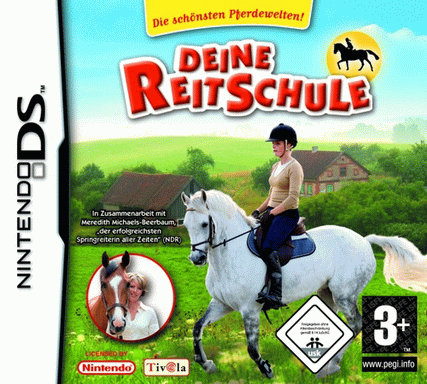 Die schönsten Pferdewelten!
DEINE
REITSCHULE
NINTENDO DS™
In Zusammenarbeit mit
Meredith Michaels-Beerbaum,
„der erfolgreichsten
Springreiterin aller Zeiten“ (NDR)
LICENSED BY
Nintendo
Tivola
usk
3+
www.pegi.info